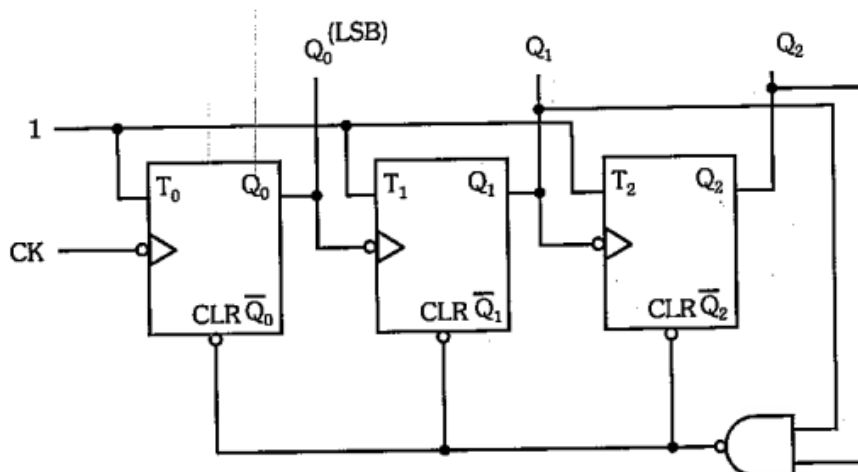 Q₀(LSB) Q₁ Q₂
1
T₀ Q₀ T₁ Q₁ T₂ Q₂
CK
CLR Q̅₀ CLR Q̅₁ CLR Q̅₂